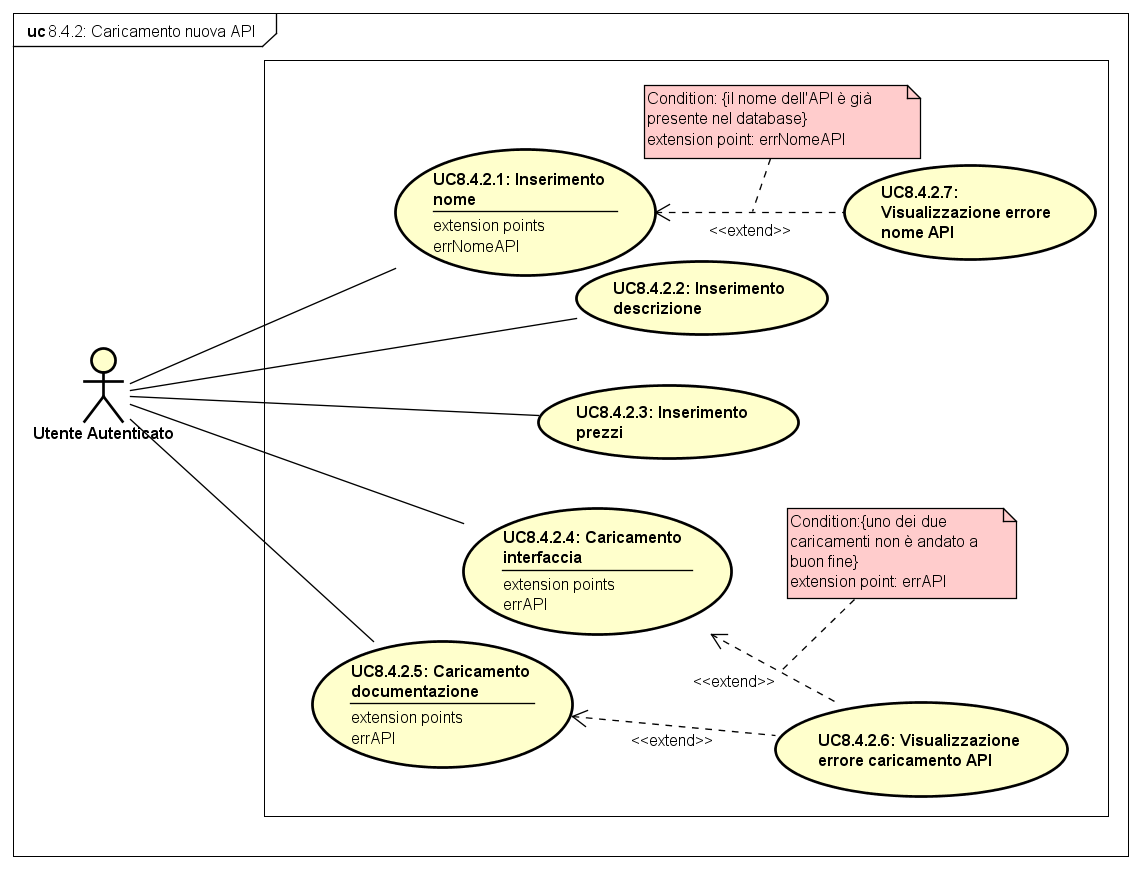 uc 8.4.2: Caricamento nuova API
Condition: {il nome dell'API è già
presente nel database}
extension point: errNomeAPI
UC8.4.2.1: Inserimento
nome
extension points
errNomeAPI
<<extend>>
UC8.4.2.7:
Visualizzazione errore
nome API
UC8.4.2.2: Inserimento
descrizione
Utente Autenticato
UC8.4.2.3: Inserimento
prezzi
UC8.4.2.4: Caricamento
interfaccia
extension points
errAPI
Condition:{uno dei due
caricamenti non è andato a
buon fine}
extension point: errAPI
<<extend>>
UC8.4.2.5: Caricamento
documentazione
extension points
errAPI
<<extend>>
UC8.4.2.6: Visualizzazione
errore caricamento API